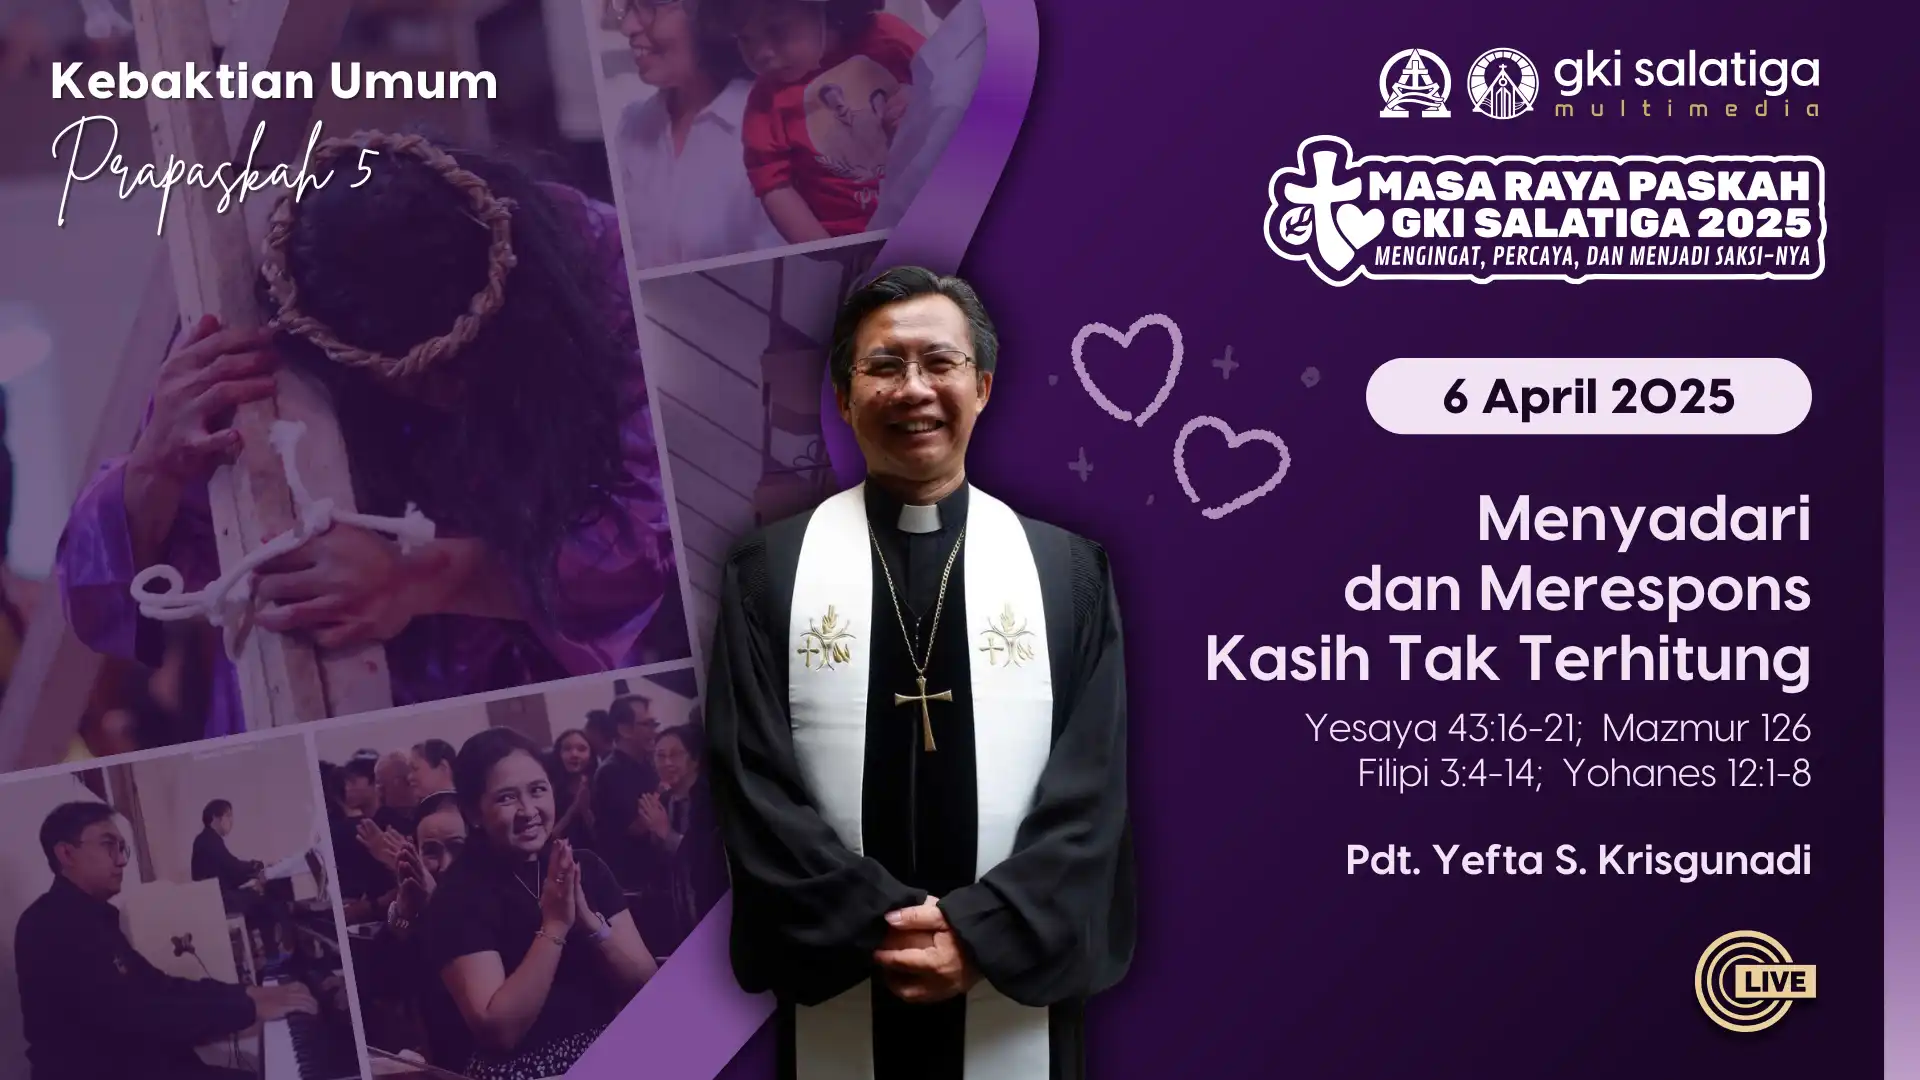 Kebaktian Umum
Prapaskah 5
gki salatiga
multimedia
MASA RAYA PASKAH
GKI SALATIGA 2025
MENGINGAT, PERCAYA, DAN MENJADI SAKSI-NYA
6 April 2025
Menyadari
dan Merespons
Kasih Tak Terhitung
Yesaya 43:16-21; Mazmur 126
Filipi 3:4-14; Yohanes 12:1-8
Pdt. Yefta S. Krisgunadi
LIVE